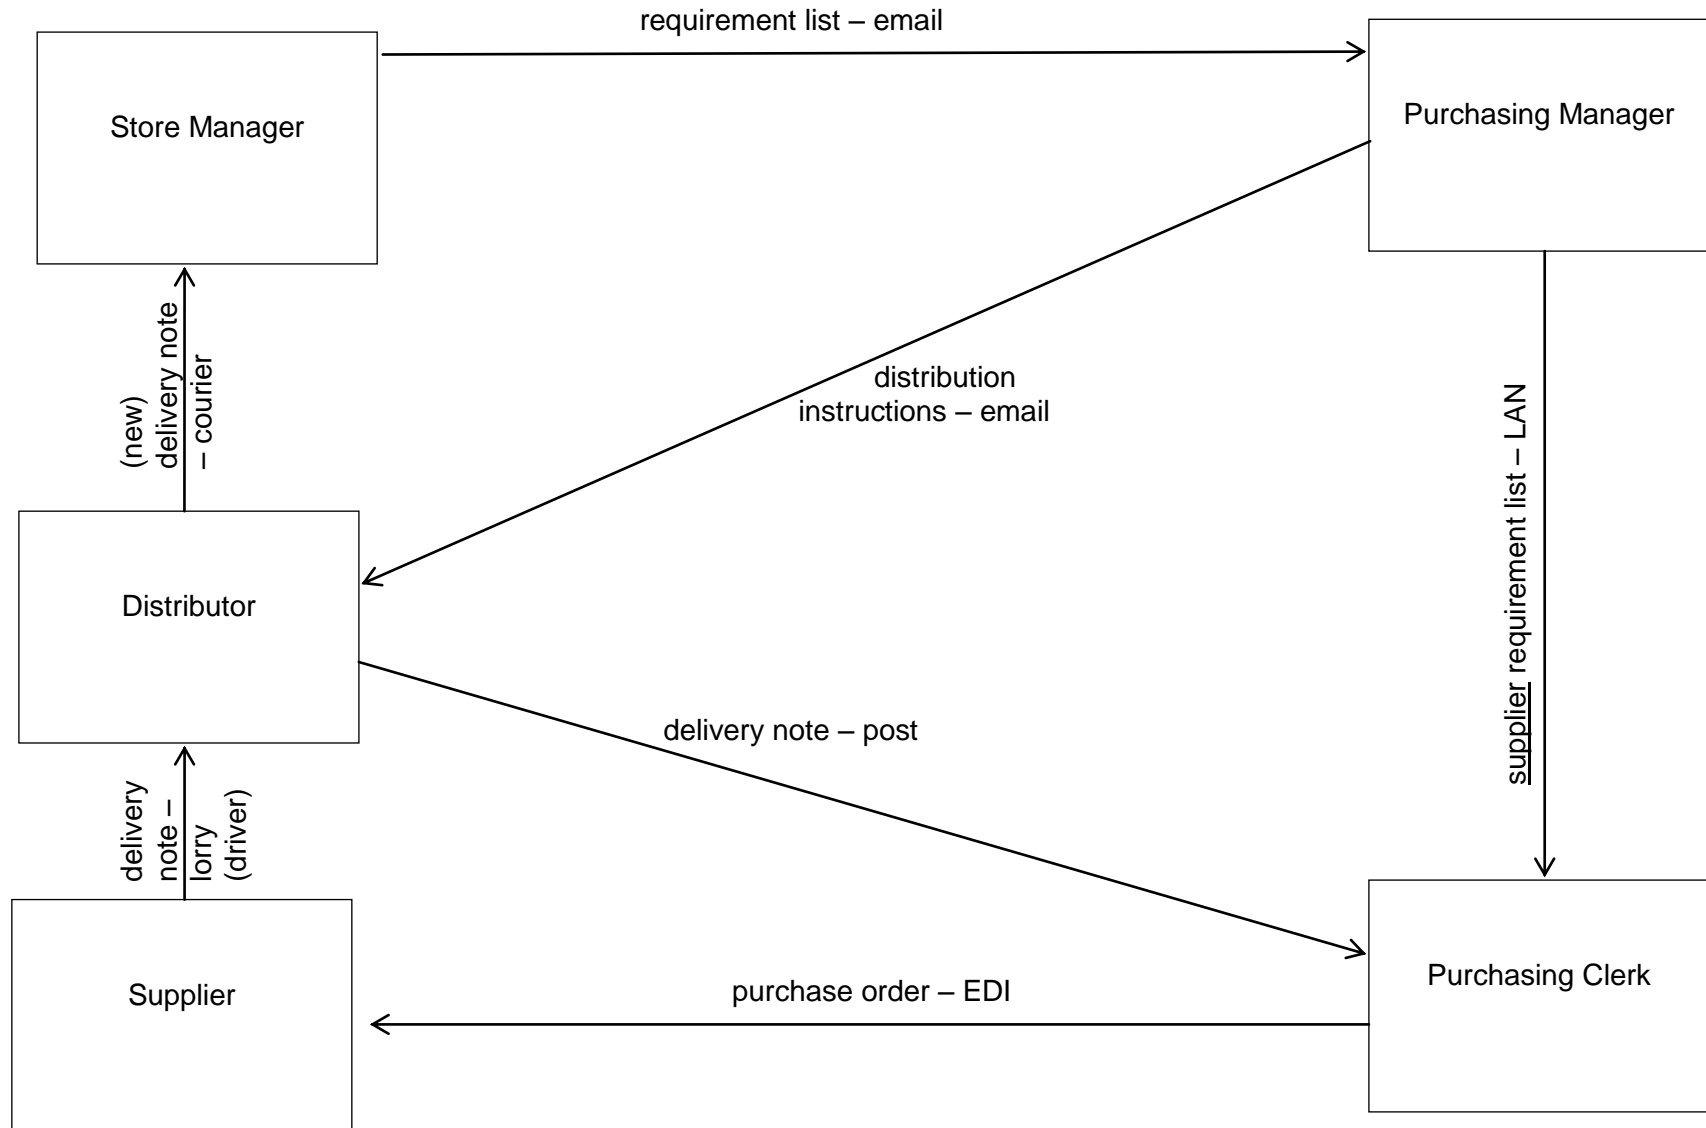 requirement list – email
Store Manager
Purchasing Manager
(new)
delivery note
– courier
distribution
instructions – email
supplier requirement list – LAN
Distributor
delivery note – post
delivery
note –
lorry
(driver)
Supplier
purchase order – EDI
Purchasing Clerk